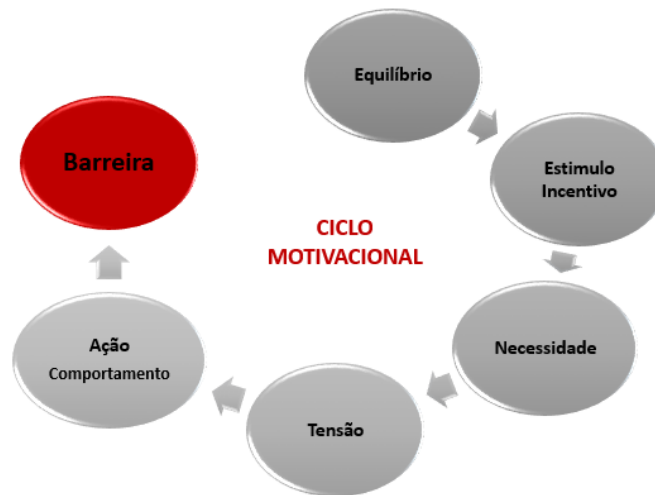 Equilíbrio
Estimulo
Incentivo
Necessidade
Tensão
Ação
Comportamento
Barreira
CICLO
MOTIVACIONAL